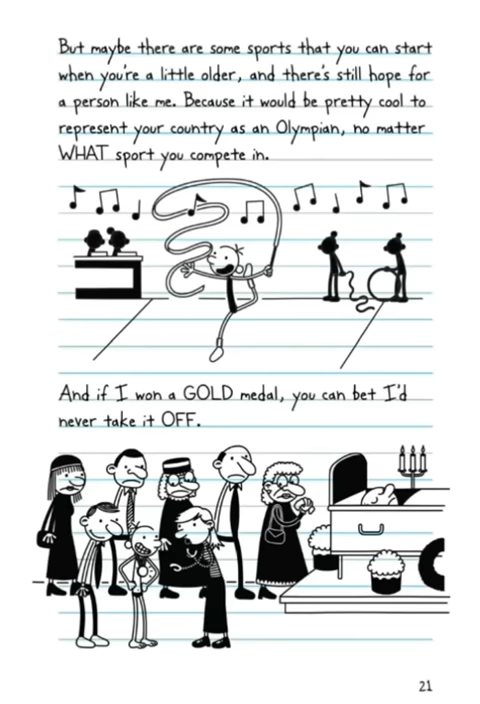 But maybe there are some sports that you can start
when you're a little older, and there's still hope for
a person like me. Because it would be pretty cool to
represent your country as an Olympian, no matter
WHAT sport you compete in.
And if I won a GOLD medal, you can bet I'd
never take it OFF.
21